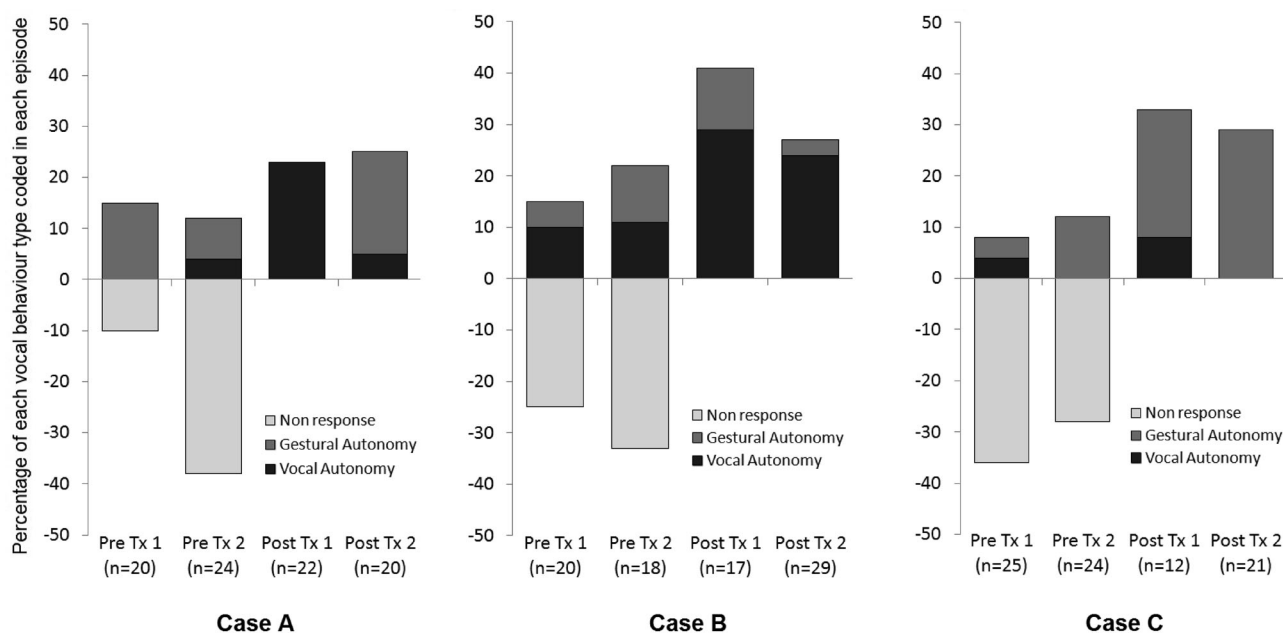 Percentage of each vocal behaviour type coded in each episode
50
40
30
20
10
0
-10
-20
-30
-40
-50
Non response
Gestural Autonomy
Vocal Autonomy
Pre Tx 1 Pre Tx 2 Post Tx 1 Post Tx 2
(n=20) (n=24) (n=22) (n=20)
Case A
50
40
30
20
10
0
-10
-20
-30
-40
-50
Non response
Gestural Autonomy
Vocal Autonomy
Pre Tx 1 Pre Tx 2 Post Tx 1 Post Tx 2
(n=20) (n=18) (n=17) (n=29)
Case B
50
40
30
20
10
0
-10
-20
-30
-40
-50
Non response
Gestural Autonomy
Vocal Autonomy
Pre Tx 1 Pre Tx 2 Post Tx 1 Post Tx 2
(n=25) (n=24) (n=12) (n=21)
Case C